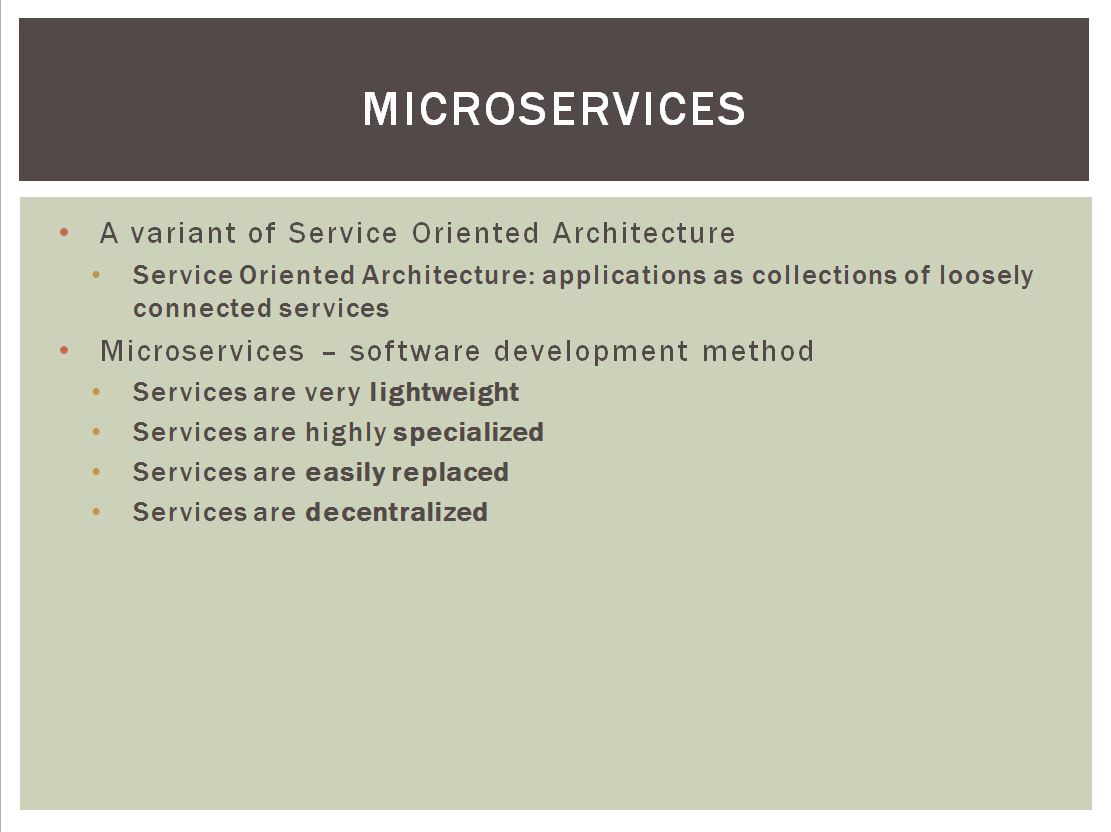 MICROSERVICES
• A variant of Service Oriented Architecture
• Service Oriented Architecture: applications as collections of loosely
connected services
• Microservices – software development method
• Services are very lightweight
• Services are highly specialized
• Services are easily replaced
• Services are decentralized